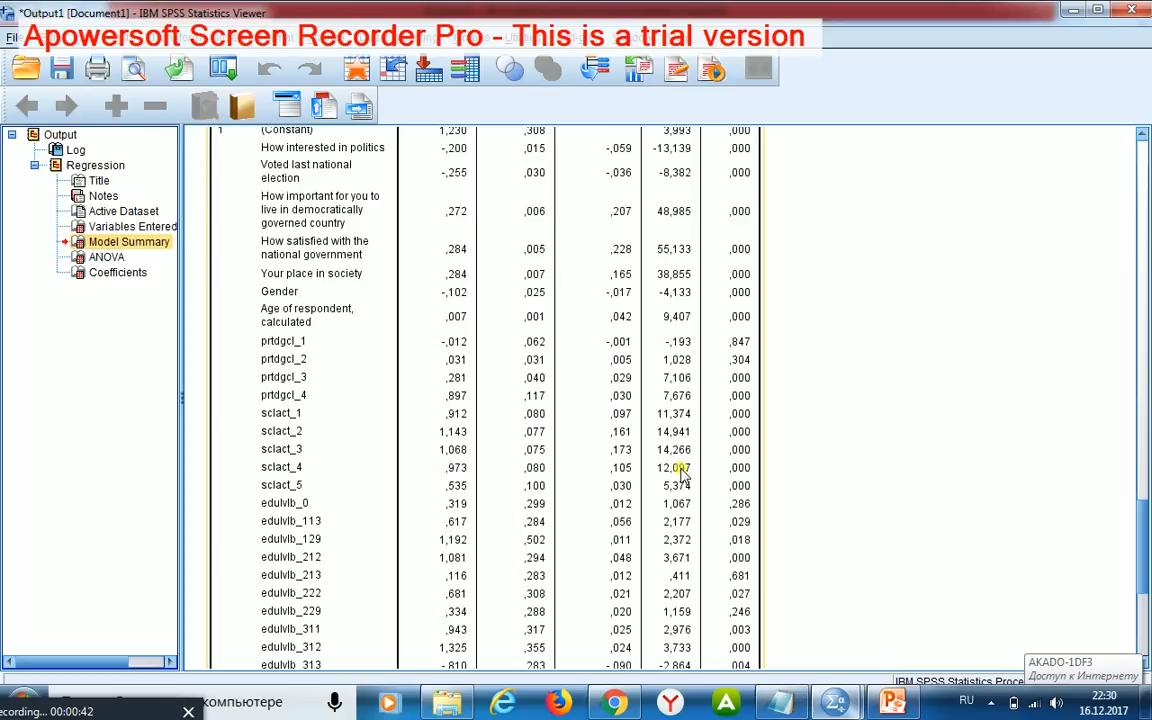 *Output1 [Document1] - IBM SPSS Statistics Viewer
Apowersoft Screen Recorder Pro - This is a trial version
Output
Log
Regression
Title
Notes
Active Dataset
Variables Entered
Model Summary
ANOVA
Coefficients
1 (Constant) 1,230 ,308 3,993 ,000
How interested in politics -,200 ,015 -,059 -13,139 ,000
Voted last national
election -,255 ,030 -,036 -8,382 ,000
How important for you to
live in democratically
governed country ,272 ,006 ,207 48,985 ,000
How satisfied with the
national government ,284 ,005 ,228 55,133 ,000
Your place in society ,284 ,007 ,165 38,855 ,000
Gender -,102 ,025 -,017 -4,133 ,000
Age of respondent,
calculated ,007 ,001 ,042 9,407 ,000
prtdgcl_1 -,012 ,062 -,001 -,193 ,847
prtdgcl_2 ,031 ,031 ,005 1,028 ,304
prtdgcl_3 ,281 ,040 ,029 7,106 ,000
prtdgcl_4 ,897 ,117 ,030 7,676 ,000
sclact_1 ,912 ,080 ,097 11,374 ,000
sclact_2 1,143 ,077 ,161 14,941 ,000
sclact_3 1,068 ,075 ,173 14,266 ,000
sclact_4 ,973 ,080 ,105 ,000
sclact_5 ,535 ,100 ,030 5,374 ,000
edulvlb_0 ,319 ,299 ,012 1,067 ,286
edulvlb_113 ,617 ,284 ,056 2,177 ,029
edulvlb_129 1,192 ,502 ,011 2,372 ,018
edulvlb_212 1,081 ,294 ,048 3,671 ,000
edulvlb_213 ,116 ,283 ,012 ,411 ,681
edulvlb_222 ,681 ,308 ,021 2,207 ,027
edulvlb_229 ,334 ,288 ,020 1,159 ,246
edulvlb_311 ,943 ,317 ,025 2,976 ,003
edulvlb_312 1,325 ,355 ,024 3,733 ,000
edulvlb_313 -,810 ,283 -,090 -2,864 ,004
AKADO-1DF3
Доступ к Интернету
IBM SPSS Statistics Proce
компьютере
RU
22:30
16.12.2017
ecording... 00:00:42